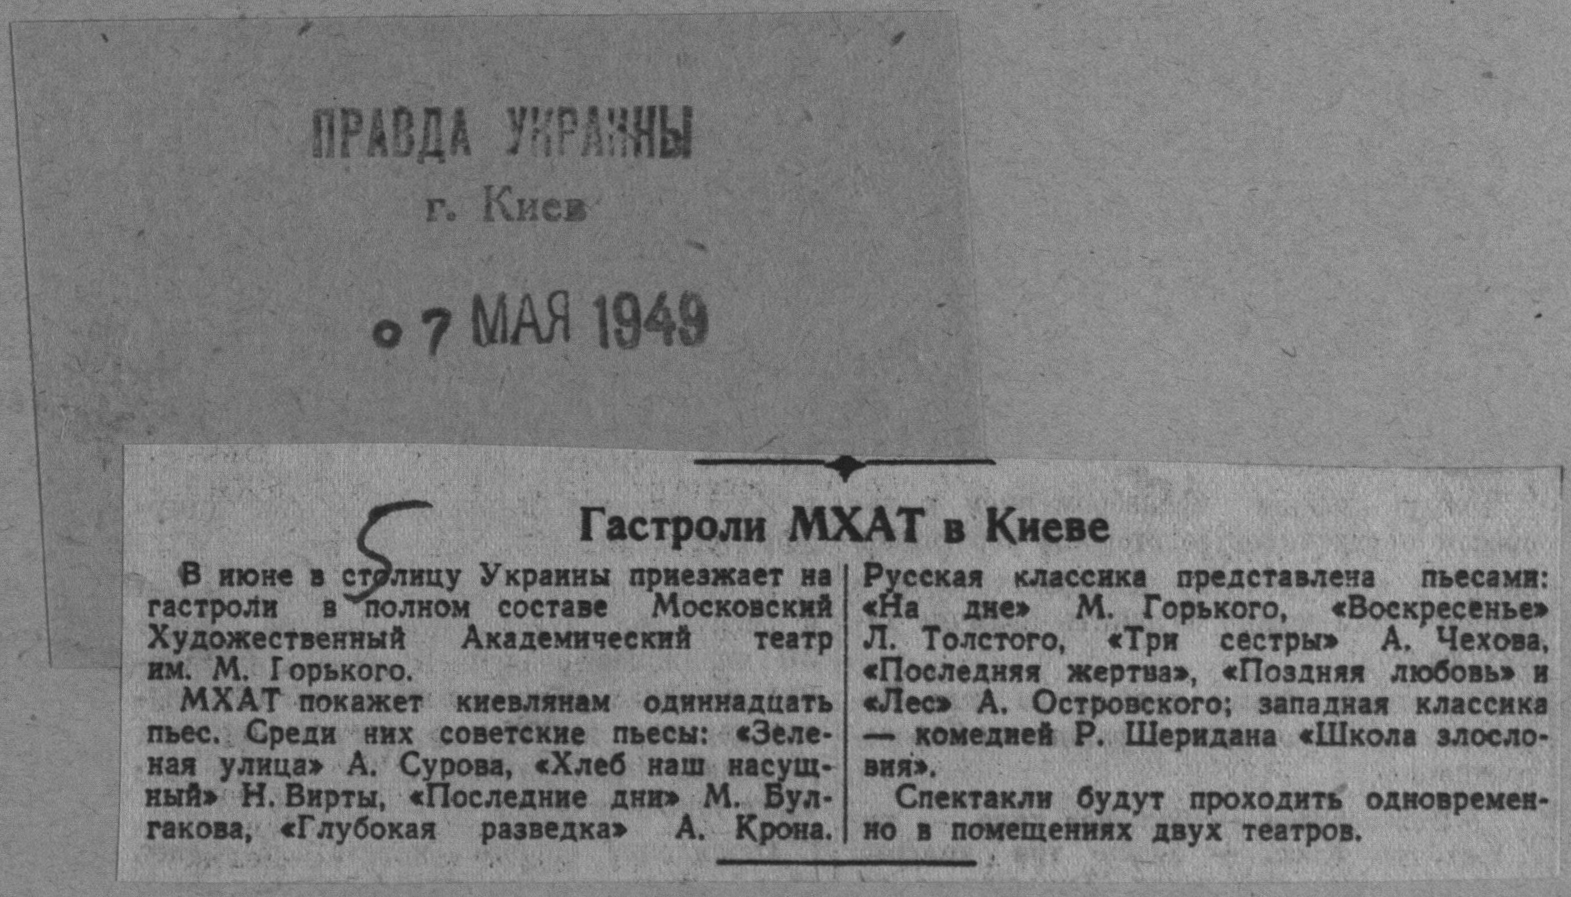 ПРАВДА УКРАИНЫ
г. Киев
07 МАЯ 1949
5
Гастроли МХАТ в Киеве
В июне в столицу Украины приезжает на
гастроли в полном составе Московский
Художественный Академический театр
им. М. Горького.
МХАТ покажет киевлянам одиннадцать
пьес. Среди них советские пьесы: «Зеле-
ная улица» А. Сурова, «Хлеб наш насущ-
ный» Н. Вирты, «Последние дни» М. Бул-
гакова, «Глубокая разведка» А. Крона.
Русская классика представлена пьесами:
«На дне» М. Горького, «Воскресенье»
Л. Толстого, «Три сестры» А. Чехова,
«Последняя жертва», «Поздняя любовь» и
«Лес» А. Островского; западная классика
— комедией Р. Шеридана «Школа злосло-
вия».
Спектакли будут проходить одновремен-
но в помещениях двух театров.